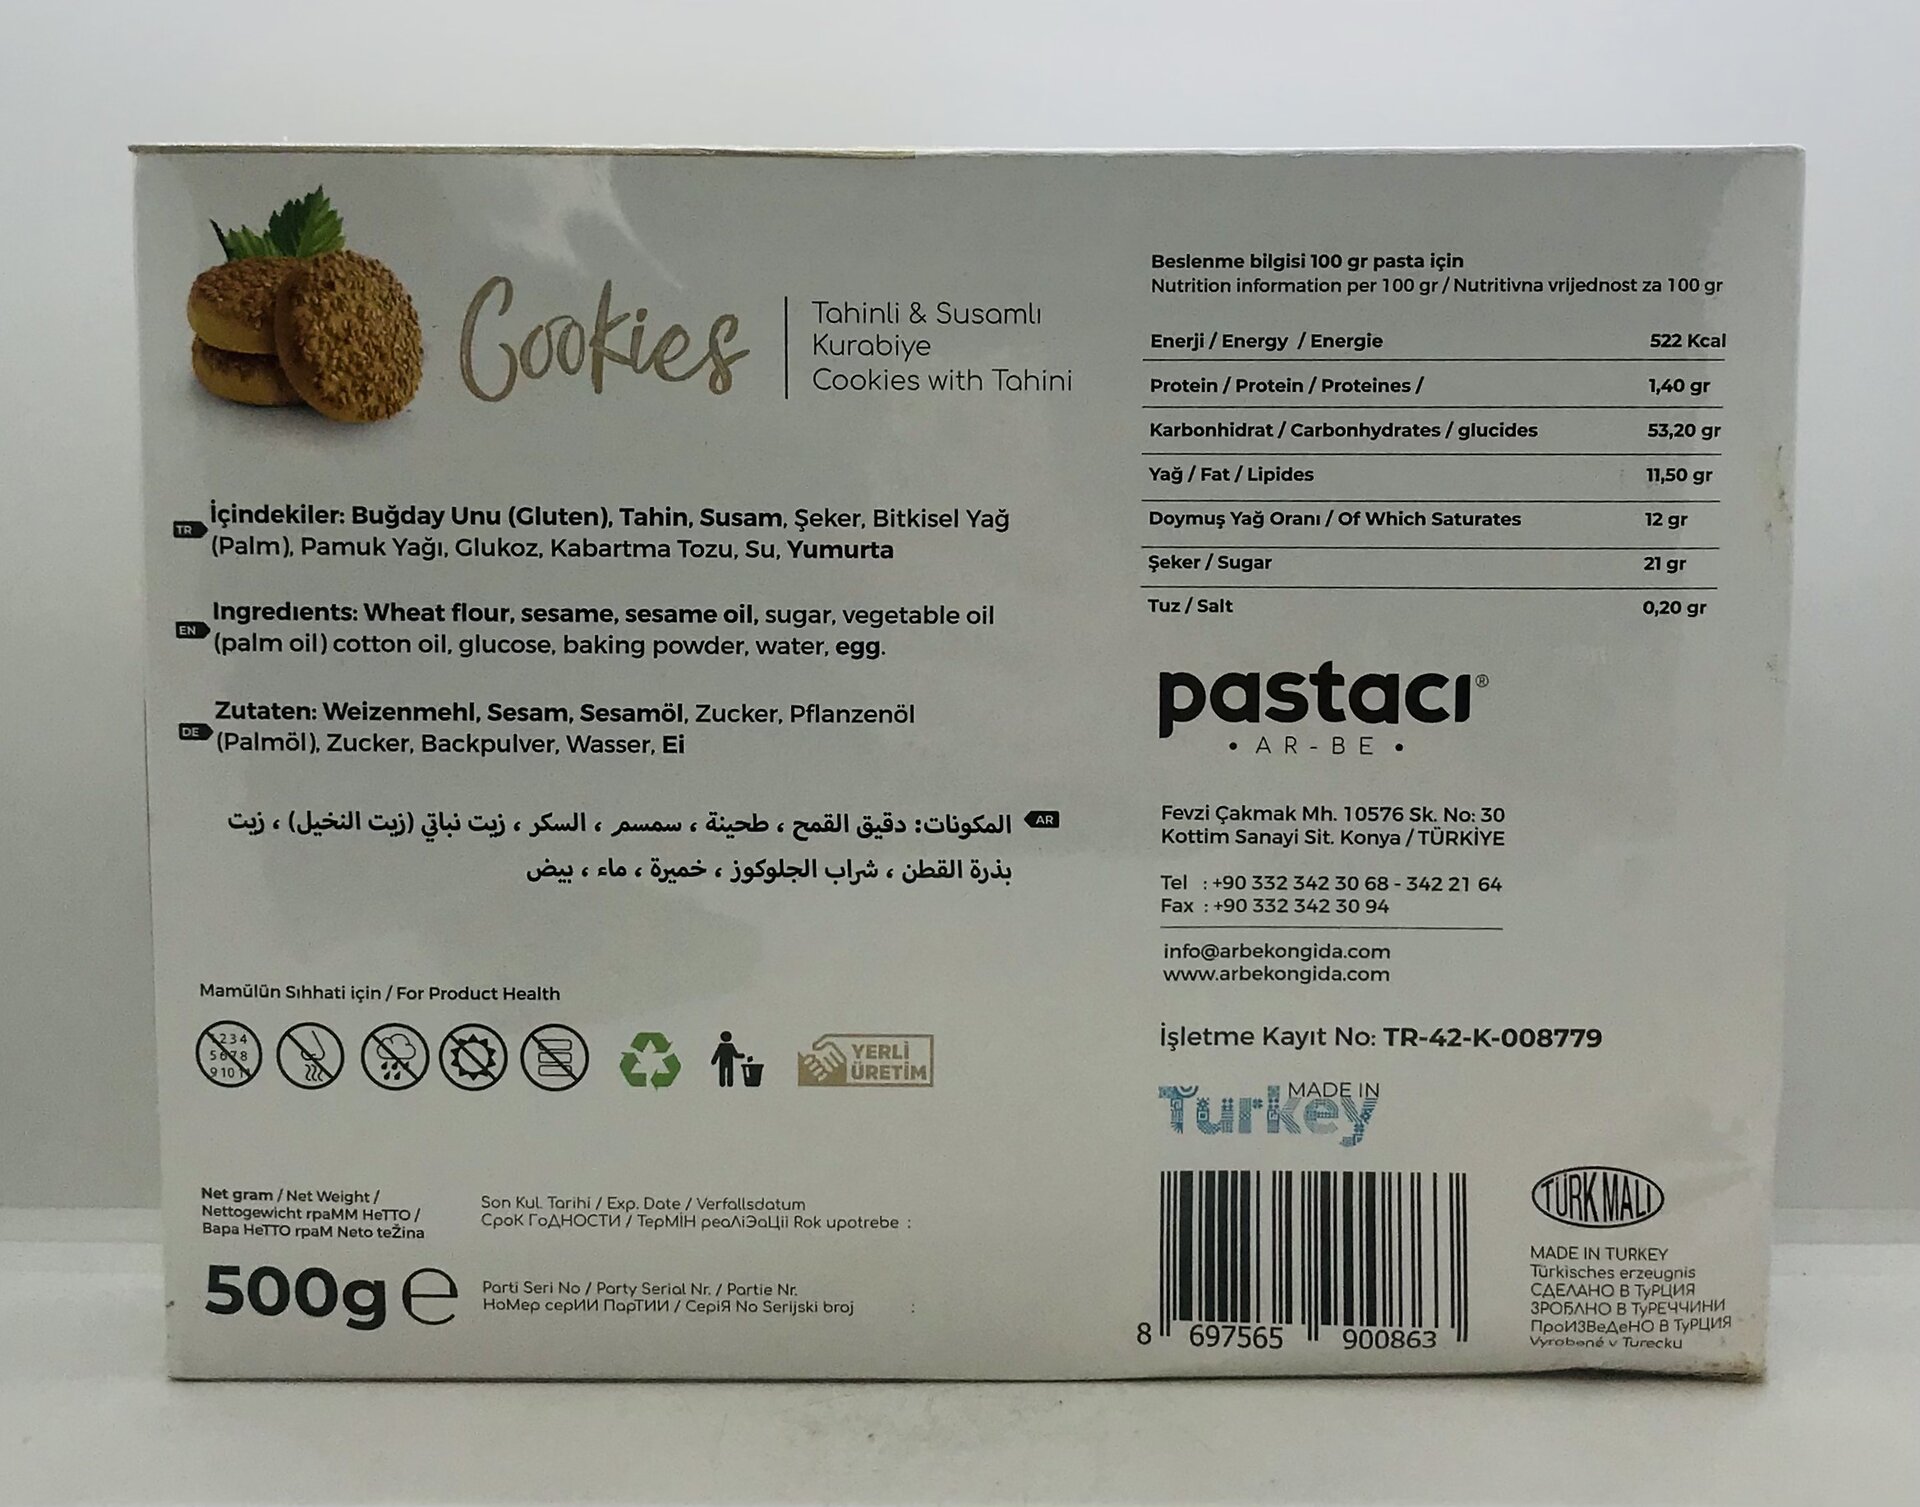 Cookies
Tahinli & Susamlı
Kurabiye
Cookies with Tahini
TR
İçindekiler: Buğday Unu (Gluten), Tahin, Susam, Şeker, Bitkisel Yağ
(Palm), Pamuk Yağı, Glukoz, Kabartma Tozu, Su, Yumurta
EN
Ingredıents: Wheat flour, sesame, sesame oil, sugar, vegetable oil
(palm oil) cotton oil, glucose, baking powder, water, egg.
DE
Zutaten: Weizenmehl, Sesam, Sesamöl, Zucker, Pflanzenöl
(Palmöl), Zucker, Backpulver, Wasser, Ei
AR
المكونات: دقيق القمح ، طحينة ، سمسم ، السكر ، زيت نباتي (زيت النخيل) ، زيت
بذرة القطن ، شراب الجلوكوز ، خميرة ، ماء ، بيض
Mamülün Sıhhati için / For Product Health
YERLİ
ÜRETİM
Net gram / Net Weight /
Nettogewicht граММ НеТТО /
Вара НеТТО граМ Neto teŽina
500g e
Son Kul. Tarihi / Exp. Date / Verfallsdatum
СроК ГоДНОСТИ / ТерМІН реаЛіЗаЦії Rok upotrebe :
Parti Seri No / Party Serial Nr. / Partie Nr.
НоМер серИИ ПарТИИ / СеріЯ No Serijski broj :
Beslenme bilgisi 100 gr pasta için
Nutrition information per 100 gr / Nutritivna vrijednost za 100 gr
Enerji / Energy / Energie 522 Kcal
Protein / Protein / Proteines / 1,40 gr
Karbonhidrat / Carbonhydrates / glucides 53,20 gr
Yağ / Fat / Lipides 11,50 gr
Doymuş Yağ Oranı / Of Which Saturates 12 gr
Şeker / Sugar 21 gr
Tuz / Salt 0,20 gr
pastacı®
• AR-BE •
Fevzi Çakmak Mh. 10576 Sk. No: 30
Kottim Sanayi Sit. Konya / TÜRKİYE
Tel : +90 332 342 30 68 - 342 21 64
Fax : +90 332 342 30 94
info@arbekongida.com
www.arbekongida.com
İşletme Kayıt No: TR-42-K-008779
MADE IN
Turkey
8 697565 900863
TÜRK MALI
MADE IN TURKEY
Türkisches erzeugnis
СДЕЛАНО В ТуРЦИЯ
ЗРОБЛНО В ТуРЕЧЧИНИ
ПроИЗВеДеНО В ТуРЦИЯ
Vyrobené v Turecku